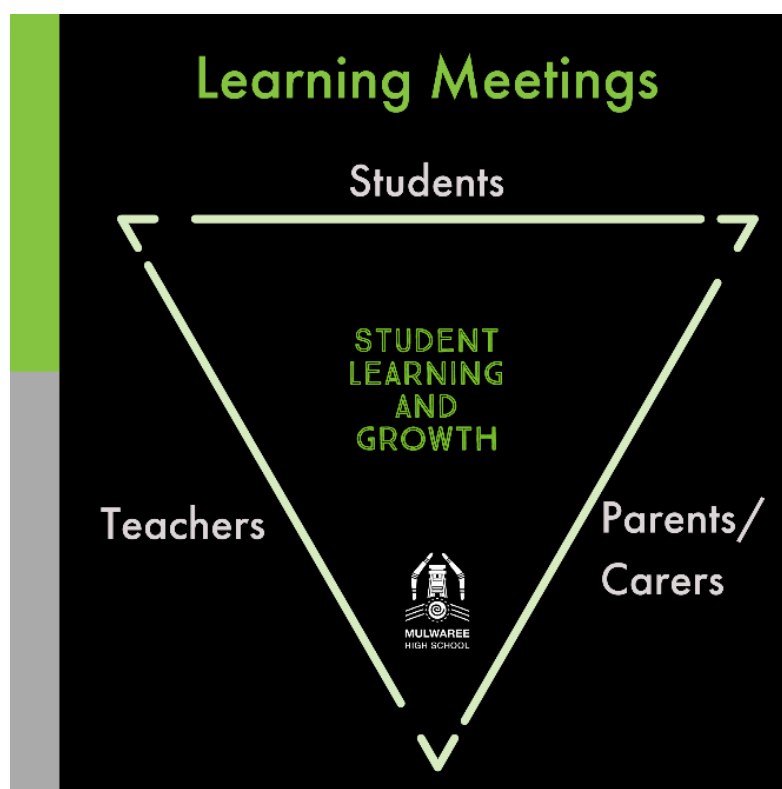 Learning Meetings
Students
STUDENT
LEARNING
AND
GROWTH
Teachers
Parents/
Carers
MULWAREE
HIGH SCHOOL